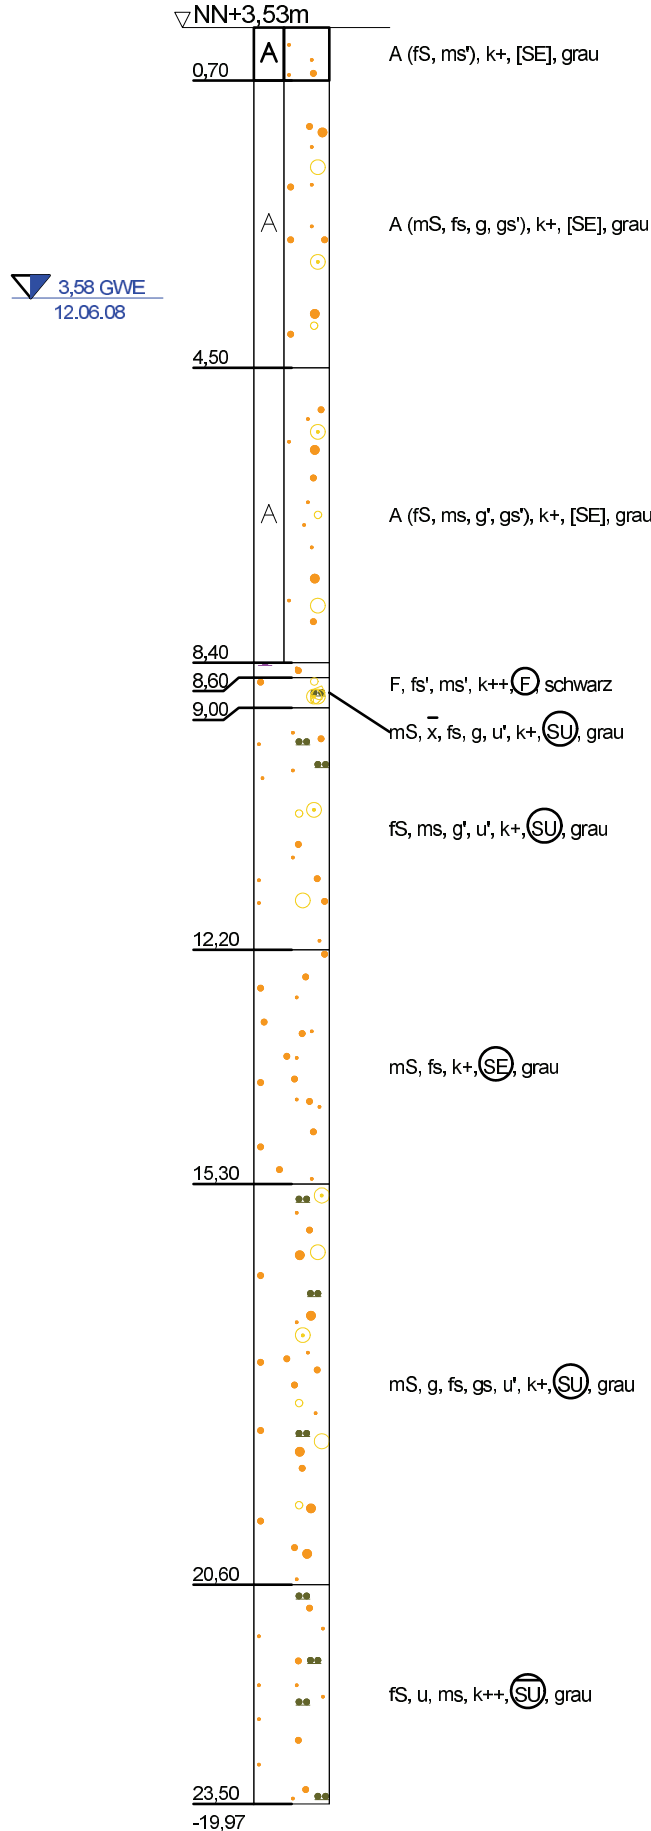 NN+3,53m
A
A (fS, ms'), k+, [SE], grau
0,70
A
A (mS, fs, g, gs'), k+, [SE], grau
3,58 GWE
12.06.08
4,50
A
A (fS, ms, g', gs'), k+, [SE], grau
8,40
8,60
F, fs', ms', k++, F, schwarz
9,00
mS, x̄, fs, g, u', k+, SU, grau
fS, ms, g', u', k+, SU, grau
12,20
mS, fs, k+, SE, grau
15,30
mS, g, fs, gs, u', k+, SU, grau
20,60
fS, u, ms, k++, S̅U̅, grau
23,50
-19,97